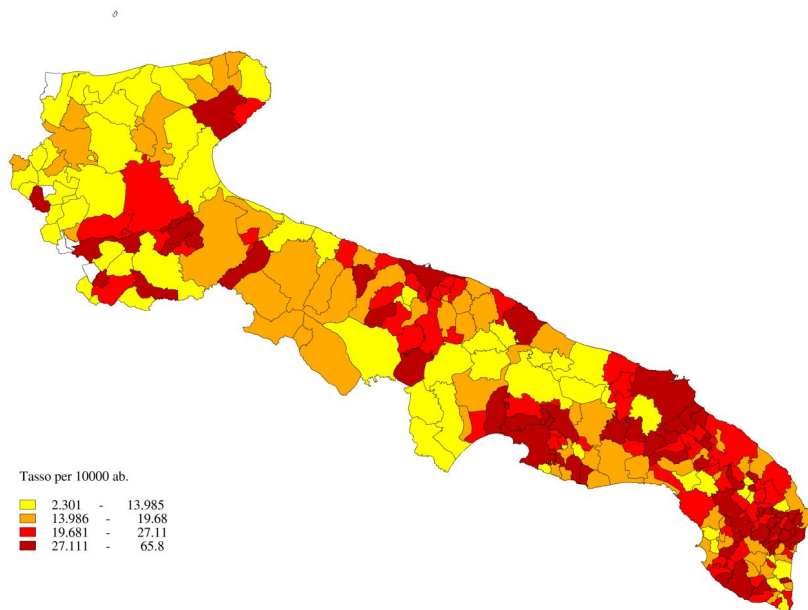 Tasso per 10000 ab.
2.301 - 13.985
13.986 - 19.68
19.681 - 27.11
27.111 - 65.8